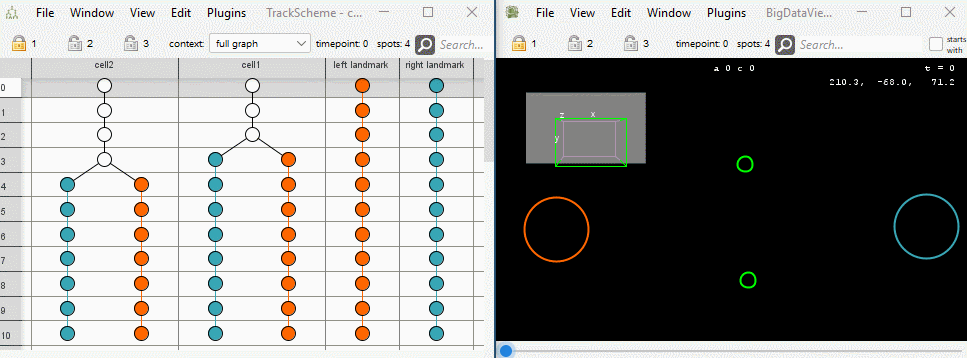 File Window View Edit Plugins TrackScheme - c...
1 2 3 context: full graph timepoint: 0 spots: 4 Search...
cell2 cell1 left landmark right landmark
0
1
2
3
4
5
6
7
8
9
10
File View Edit Window Plugins BigDataVie...
1 2 3 timepoint: 0 spots: 4 Search... starts with
a 0 c 0 t = 0
210.3, -68.0, 71.2
z x
y